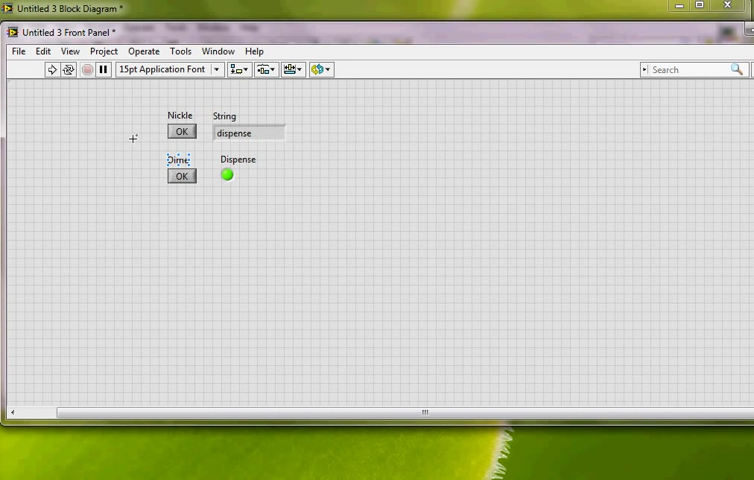 Untitled 3 Block Diagram *
Untitled 3 Front Panel *
File Edit View Project Operate Tools Window Help
15pt Application Font
Search
Nickle String
OK dispense
Dime Dispense
OK